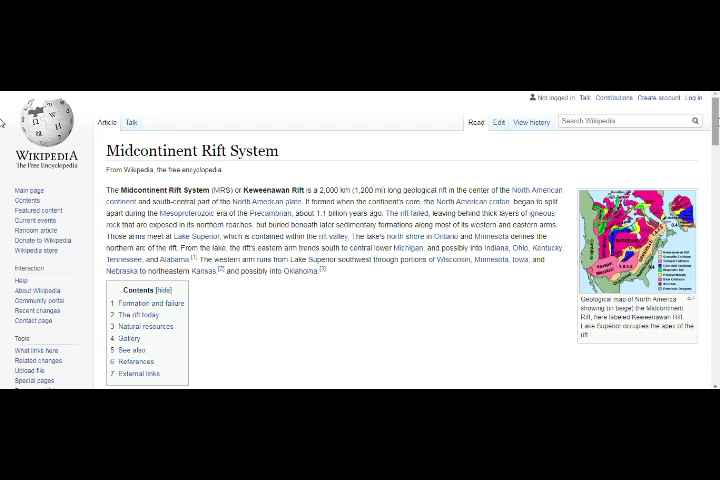 Not logged in Talk Contributions Create account Log in
Article Talk
Read Edit View history Search Wikipedia
WIKIPEDIA
The Free Encyclopedia
Main page
Contents
Featured content
Current events
Random article
Donate to Wikipedia
Wikipedia store
Interaction
Help
About Wikipedia
Community portal
Recent changes
Contact page
Tools
What links here
Related changes
Upload file
Special pages
Midcontinent Rift System
From Wikipedia, the free encyclopedia
The Midcontinent Rift System (MRS) or Keweenawan Rift is a 2,000 km (1,200 mi) long geological rift in the center of the North American
continent and south-central part of the North American plate. It formed when the continent's core, the North American craton, began to split
apart during the Mesoproterozoic era of the Precambrian, about 1.1 billion years ago. The rift failed, leaving behind thick layers of igneous
rock that are exposed in its northern reaches, but buried beneath later sedimentary formations along most of its western and eastern arms.
Those arms meet at Lake Superior, which is contained within the rift valley. The lake's north shore in Ontario and Minnesota defines the
northern arc of the rift. From the lake, the rift's eastern arm trends south to central lower Michigan, and possibly into Indiana, Ohio, Kentucky,
Tennessee, and Alabama.[1] The western arm runs from Lake Superior southwest through portions of Wisconsin, Minnesota, Iowa, and
Nebraska to northeastern Kansas,[2] and possibly into Oklahoma.[3]
Contents [hide]
1 Formation and failure
2 The rift today
3 Natural resources
4 Gallery
5 See also
6 References
7 External links
Geological map of North America
showing (in beige) the Midcontinent
Rift, here labeled Keweenawan Rift.
Lake Superior occupies the apex of the
rift